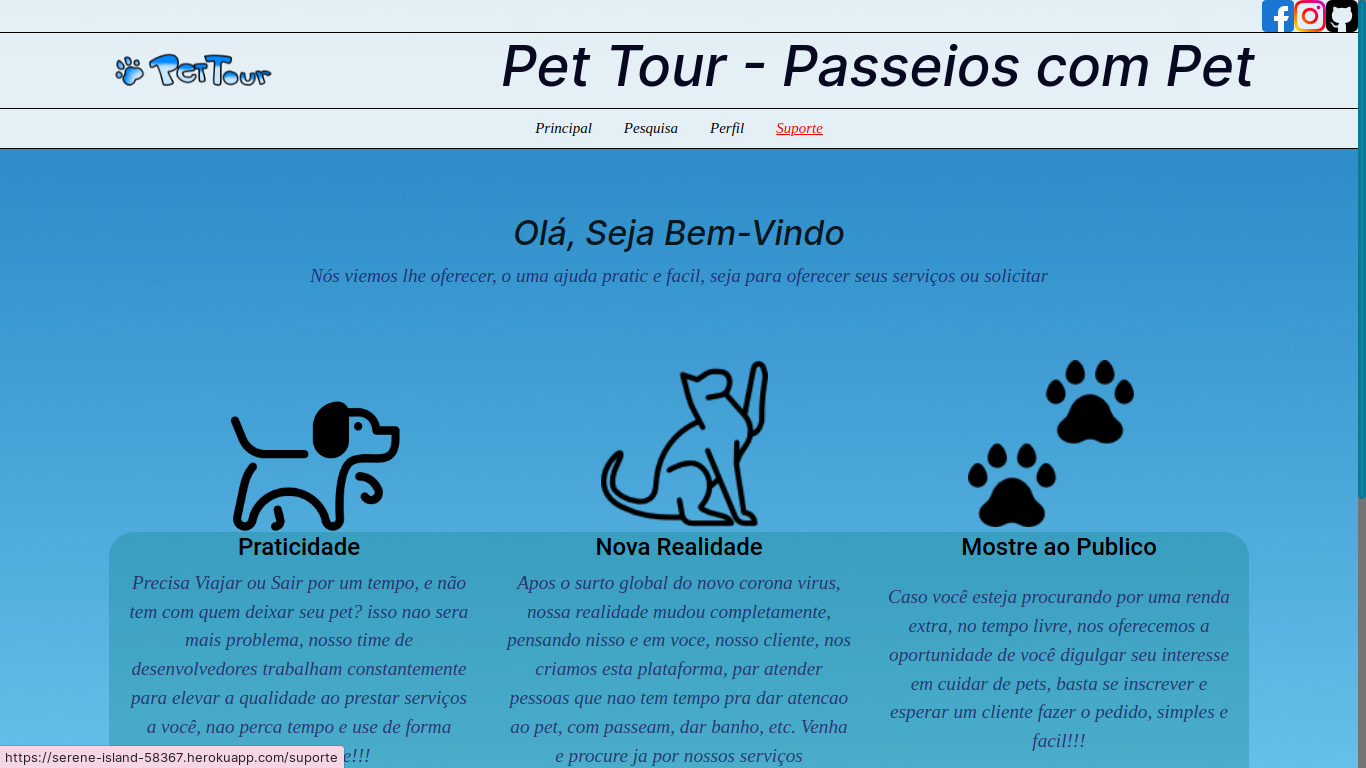 PetTour
Pet Tour - Passeios com Pet
Principal Pesquisa Perfil Suporte
Olá, Seja Bem-Vindo
Nós viemos lhe oferecer, o uma ajuda pratic e facil, seja para oferecer seus serviços ou solicitar
Praticidade
Precisa Viajar ou Sair por um tempo, e não
tem com quem deixar seu pet? isso nao sera
mais problema, nosso time de
desenvolvedores trabalham constantemente
para elevar a qualidade ao prestar serviços
a você, nao perca tempo e use de forma
e!!!
Nova Realidade
Apos o surto global do novo corona virus,
nossa realidade mudou completamente,
pensando nisso e em voce, nosso cliente, nos
criamos esta plataforma, par atender
pessoas que nao tem tempo pra dar atencao
ao pet, com passeam, dar banho, etc. Venha
e procure ja por nossos serviços
Mostre ao Publico
Caso você esteja procurando por uma renda
extra, no tempo livre, nos oferecemos a
oportunidade de você digulgar seu interesse
em cuidar de pets, basta se inscrever e
esperar um cliente fazer o pedido, simples e
facil!!!
https://serene-island-58367.herokuapp.com/suporte